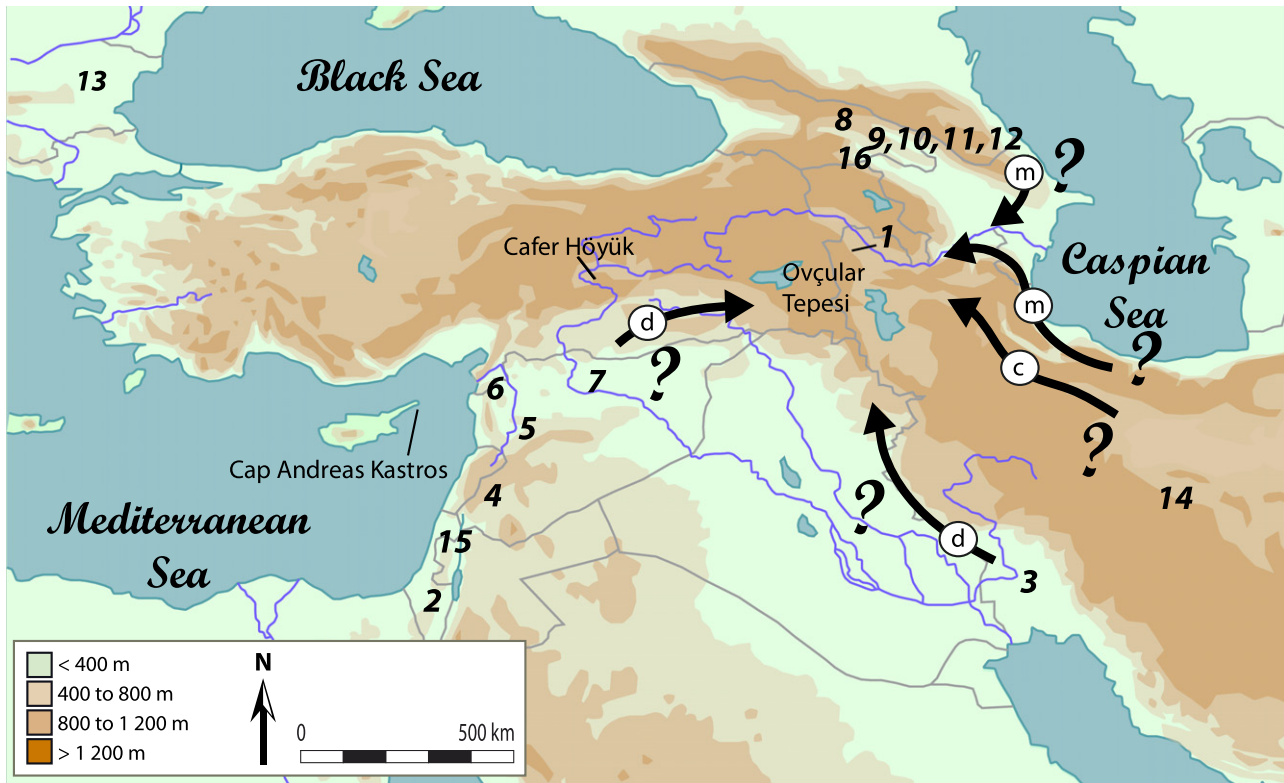 Black Sea
13
8
9,10,11,12
16
m
?
1
Cafer Höyük
Ovçular
Tepesi
Caspian
Sea
m
?
d
?
c
?
6
7
5
Cap Andreas Kastros
4
?
14
Mediterranean
Sea
15
d
3
2
< 400 m
400 to 800 m
800 to 1 200 m
> 1 200 m
N
0
500 km